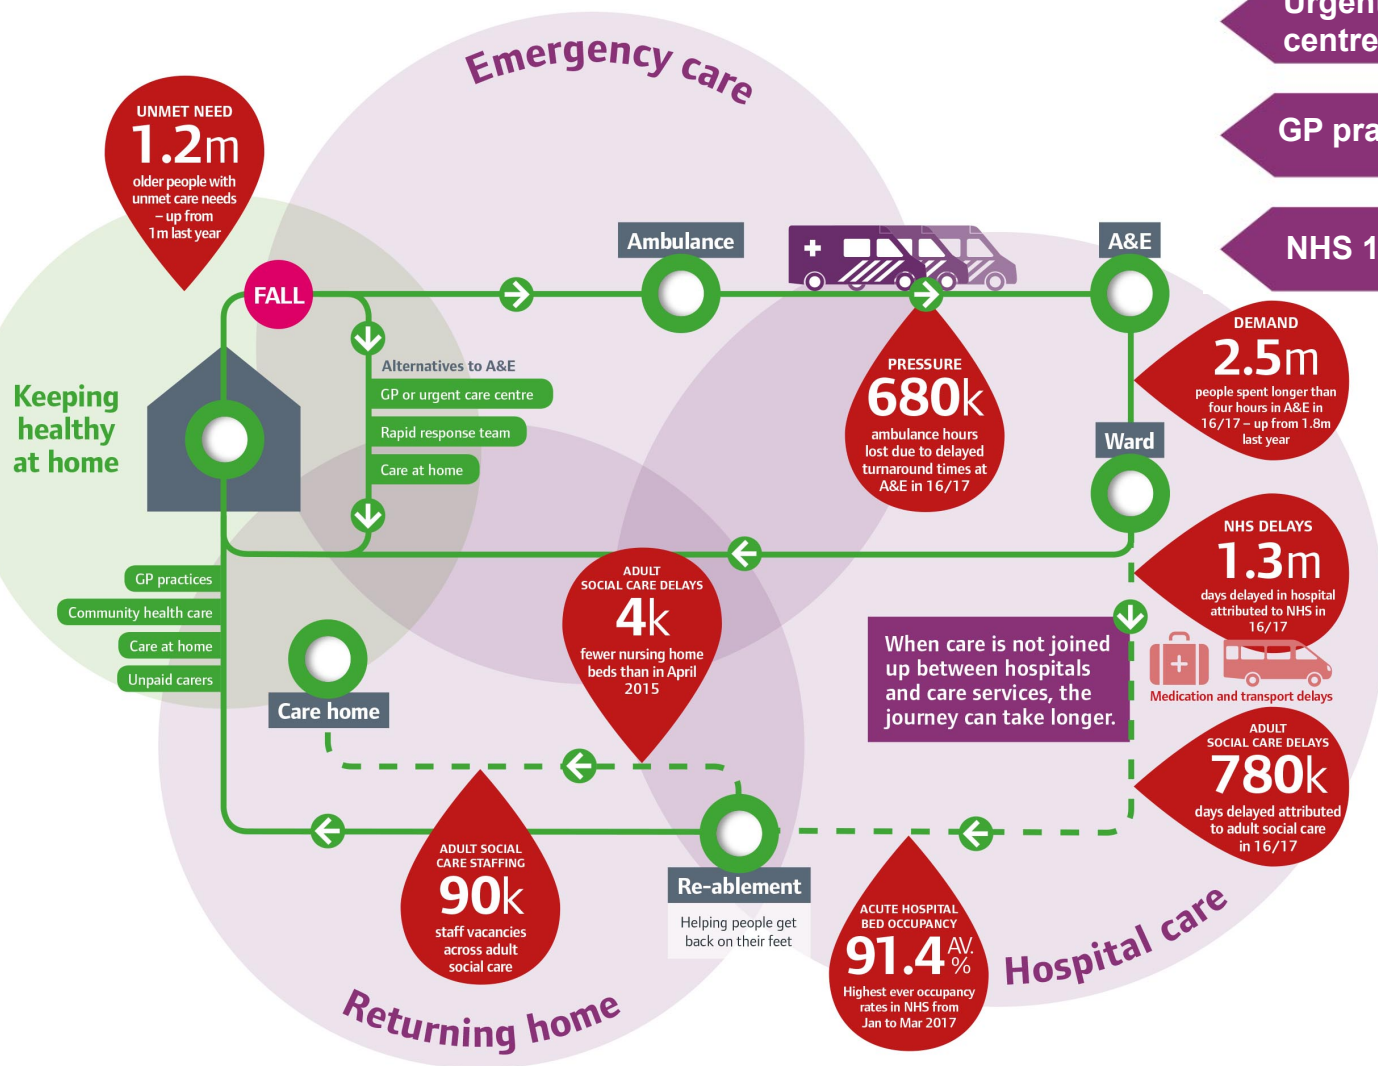 Emergency care
Urgent
centre
GP pra
NHS 1
UNMET NEED
1.2m
older people with
unmet care needs
– up from
1m last year
FALL
Ambulance
A&E
Alternatives to A&E
GP or urgent care centre
Rapid response team
Care at home
Keeping
healthy
at home
PRESSURE
680k
ambulance hours
lost due to delayed
turnaround times at
A&E in 16/17
DEMAND
2.5m
people spent longer than
four hours in A&E in
16/17 – up from 1.8m
last year
Ward
NHS DELAYS
1.3m
days delayed in hospital
attributed to NHS in
16/17
Medication and transport delays
GP practices
Community health care
Care at home
Unpaid carers
Care home
ADULT
SOCIAL CARE DELAYS
4k
fewer nursing home
beds than in April
2015
When care is not joined
up between hospitals
and care services, the
journey can take longer.
ADULT
SOCIAL CARE DELAYS
780k
days delayed attributed
to adult social care
in 16/17
ADULT SOCIAL
CARE STAFFING
90k
staff vacancies
across adult
social care
Re-ablement
Helping people get
back on their feet
ACUTE HOSPITAL
BED OCCUPANCY
91.4 AV. %
Highest ever occupancy
rates in NHS from
Jan to Mar 2017
Hospital care
Returning home